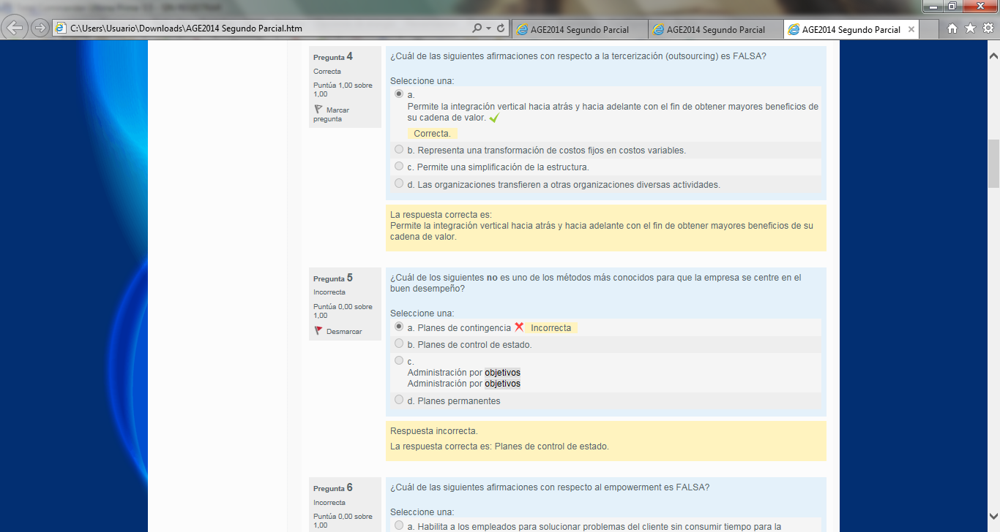 C:\Users\Usuario\Downloads\AGE2014 Segundo Parcial.htm
AGE2014 Segundo Parcial
AGE2014 Segundo Parcial
AGE2014 Segundo Parcial
Pregunta 4
Correcta
Puntúa 1,00 sobre
1,00
Marcar
pregunta
¿Cuál de las siguientes afirmaciones con respecto a la tercerización (outsourcing) es FALSA?
Seleccione una:
a.
Permite la integración vertical hacia atrás y hacia adelante con el fin de obtener mayores beneficios de
su cadena de valor.
Correcta.
b. Representa una transformación de costos fijos en costos variables.
c. Permite una simplificación de la estructura.
d. Las organizaciones transfieren a otras organizaciones diversas actividades.
La respuesta correcta es:
Permite la integración vertical hacia atrás y hacia adelante con el fin de obtener mayores beneficios de su
cadena de valor.
Pregunta 5
Incorrecta
Puntúa 0,00 sobre
1,00
Desmarcar
¿Cuál de los siguientes no es uno de los métodos más conocidos para que la empresa se centre en el
buen desempeño?
Seleccione una:
a. Planes de contingencia Incorrecta
b. Planes de control de estado.
c.
Administración por objetivos
Administración por objetivos
d. Planes permanentes
Respuesta incorrecta.
La respuesta correcta es: Planes de control de estado.
Pregunta 6
Incorrecta
Puntúa 0,00 sobre
1,00
¿Cuál de las siguientes afirmaciones con respecto al empowerment es FALSA?
Seleccione una:
a. Habilita a los empleados para solucionar problemas del cliente sin consumir tiempo para la